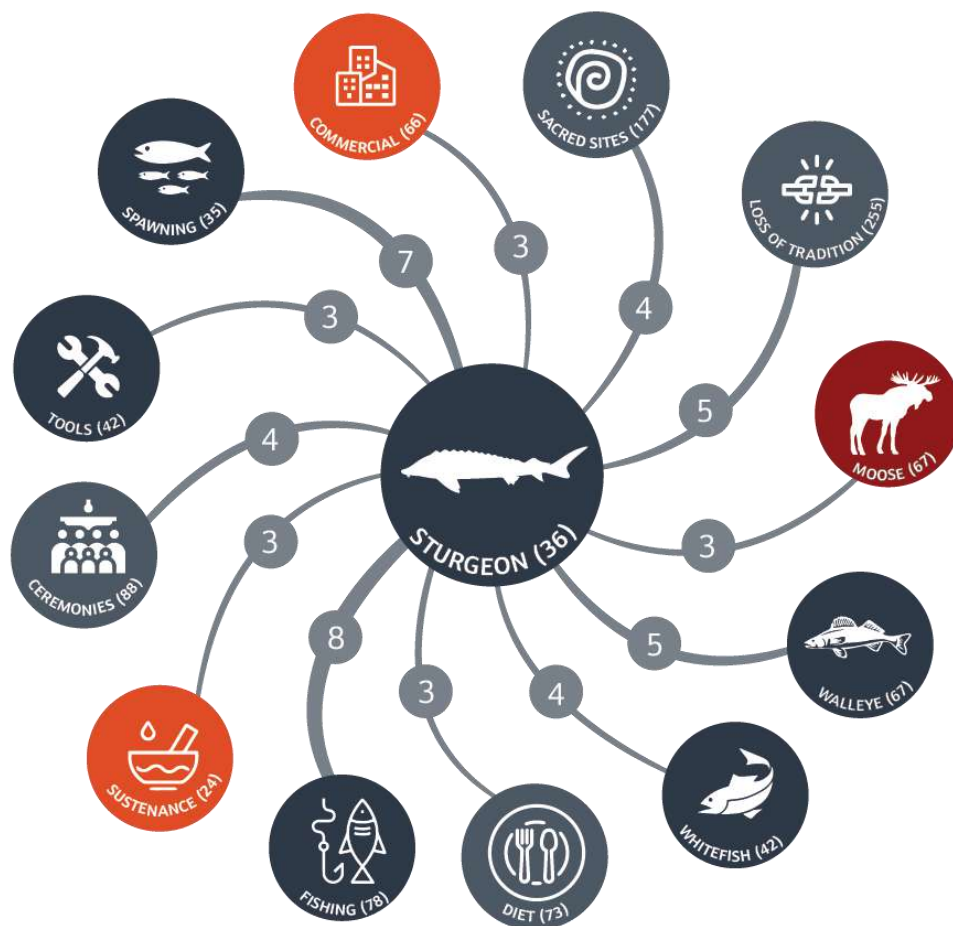 COMMERCIAL (66)
SACRED SITES (177)
SPAWNING (35)
LOSS OF TRADITION (255)
3
7
4
3
TOOLS (42)
5
MOOSE (67)
4
STURGEON (36)
CEREMONIES (88)
3
3
8
5
WALLEYE (67)
3
4
SUSTENANCE (24)
WHITEFISH (42)
FISHING (78)
DIET (73)